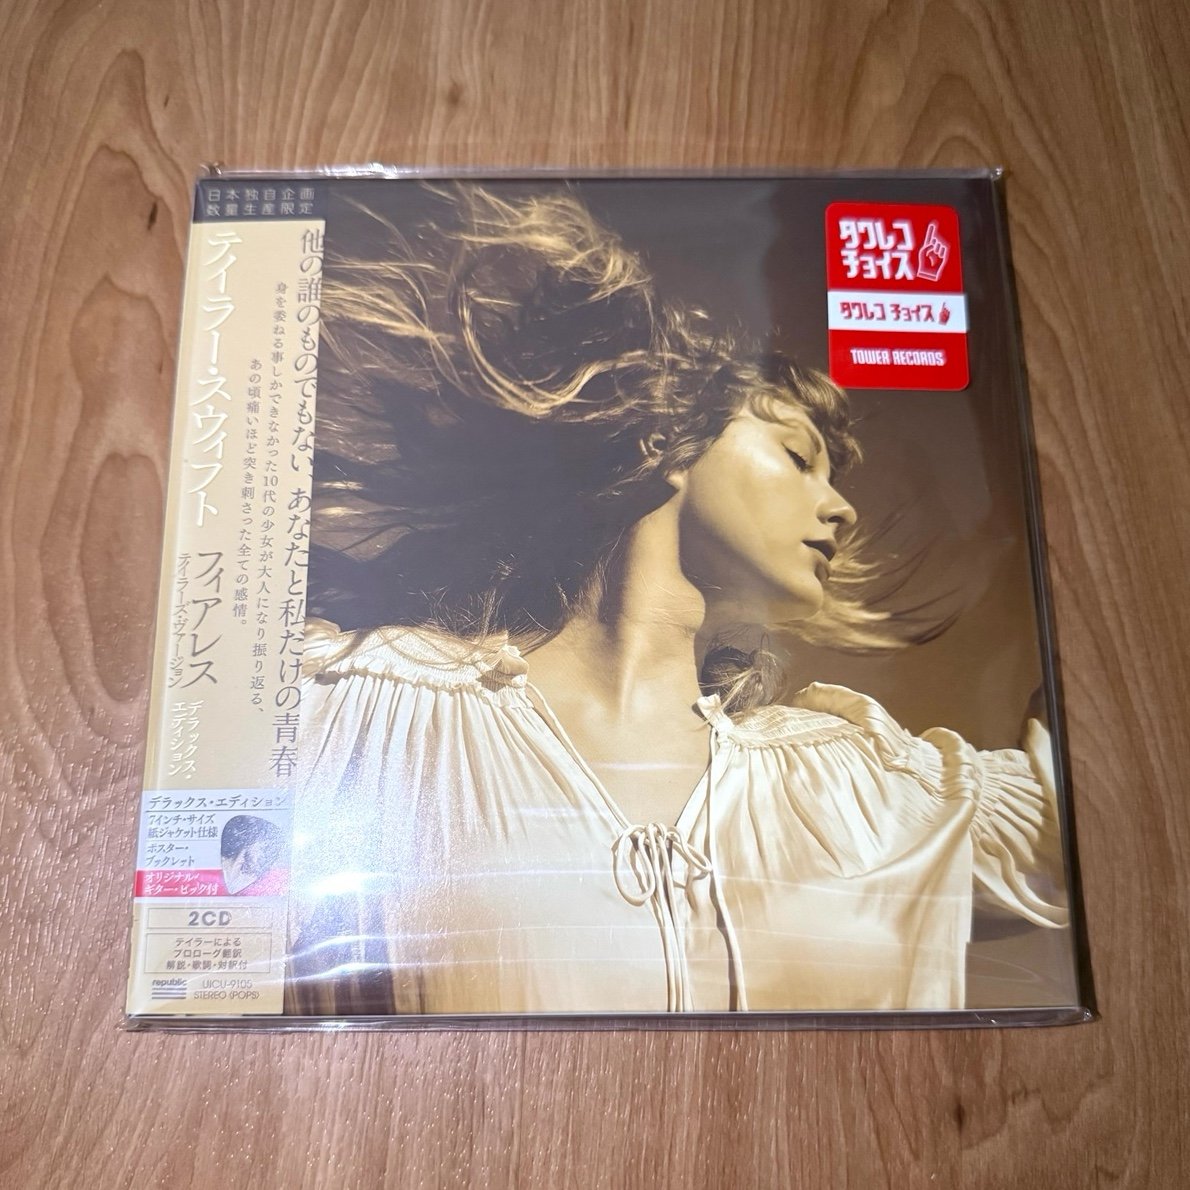 日本独自企画
数量生産限定
他の誰のものでもない、あなたと私だけの青春
身を委ねる事しかできなかった10代の少女が大人になり振り返る、
あの頃痛いほど突き刺さった全ての感情。
テイラー・スウィフト
フィアレス
テイラーズ・ヴァージョン
デラックス・
エディション
デラックス・エディション
7インチ・サイズ
紙ジャケット仕様
ポスター・
ブックレット
オリジナル・
ギター・ピック付
2CD
テイラーによる
プロローグ翻訳
解説・歌詞・対訳付
republic
UICU-9105
STEREO (POPS)
タワレコ
チョイス
タワレコ チョイス
TOWER RECORDS